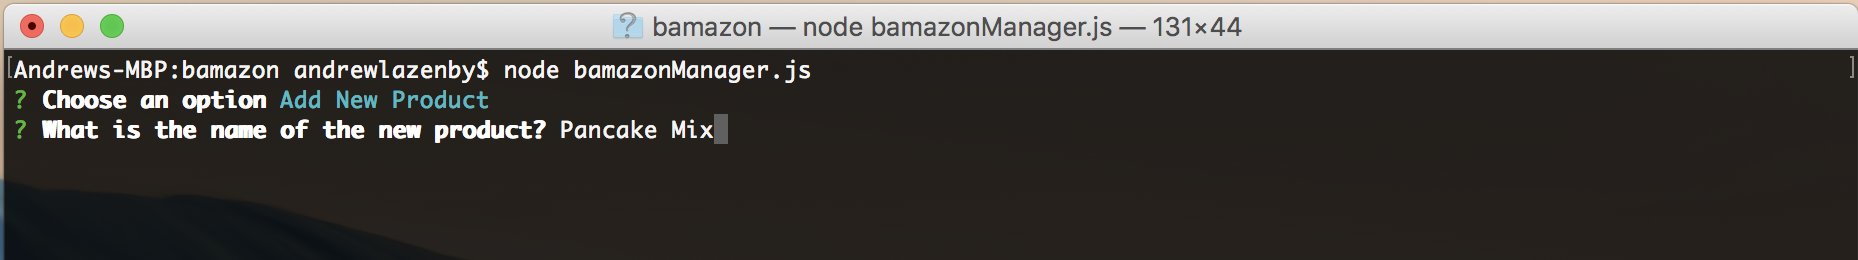 bamazon — node bamazonManager.js — 131×44
[Andrews-MBP:bamazon andrewlazenby$ node bamazonManager.js ]
? Choose an option Add New Product
? What is the name of the new product? Pancake Mix